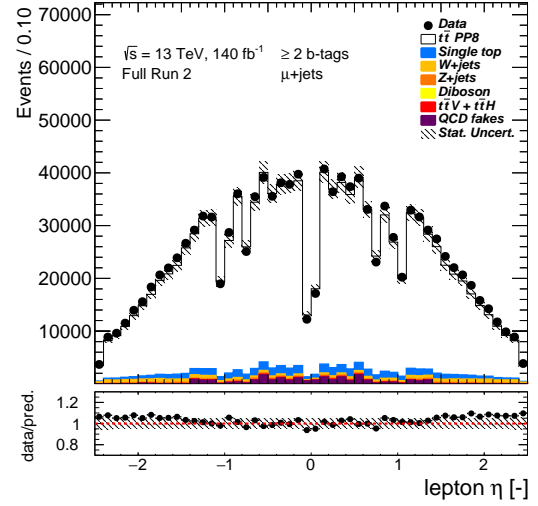 Events / 0.10
70000
60000
50000
40000
30000
20000
10000
√s = 13 TeV, 140 fb⁻¹
≥ 2 b-tags
Full Run 2
μ+jets
Data
tt̄ PP8
Single top
W+jets
Z+jets
Diboson
tt̄V + tt̄H
QCD fakes
Stat. Uncert.
data/pred.
1.2
1
0.8
−2
−1
0
1
2
lepton η [-]